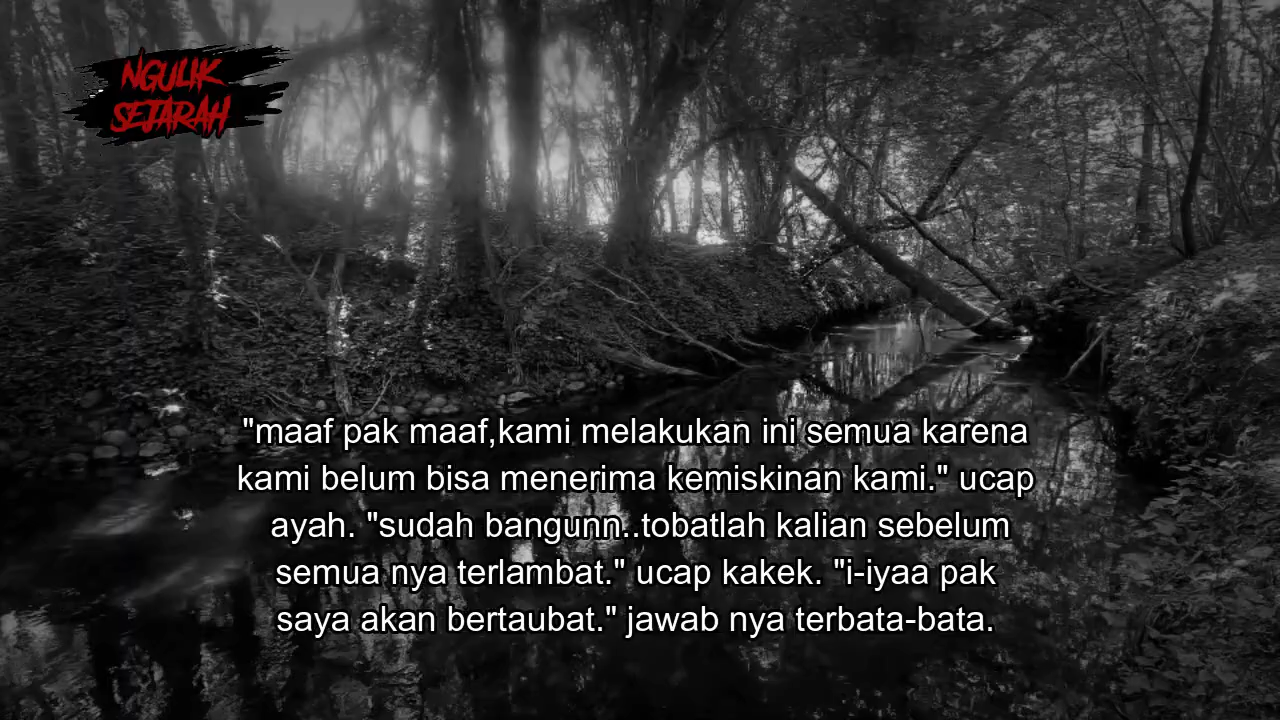 NGULIK
SEJARAH
"maaf pak maaf,kami melakukan ini semua karena
kami belum bisa menerima kemiskinan kami." ucap
ayah. "sudah bangunn..tobatlah kalian sebelum
semua nya terlambat." ucap kakek. "i-iyaa pak
saya akan bertaubat." jawab nya terbata-bata.